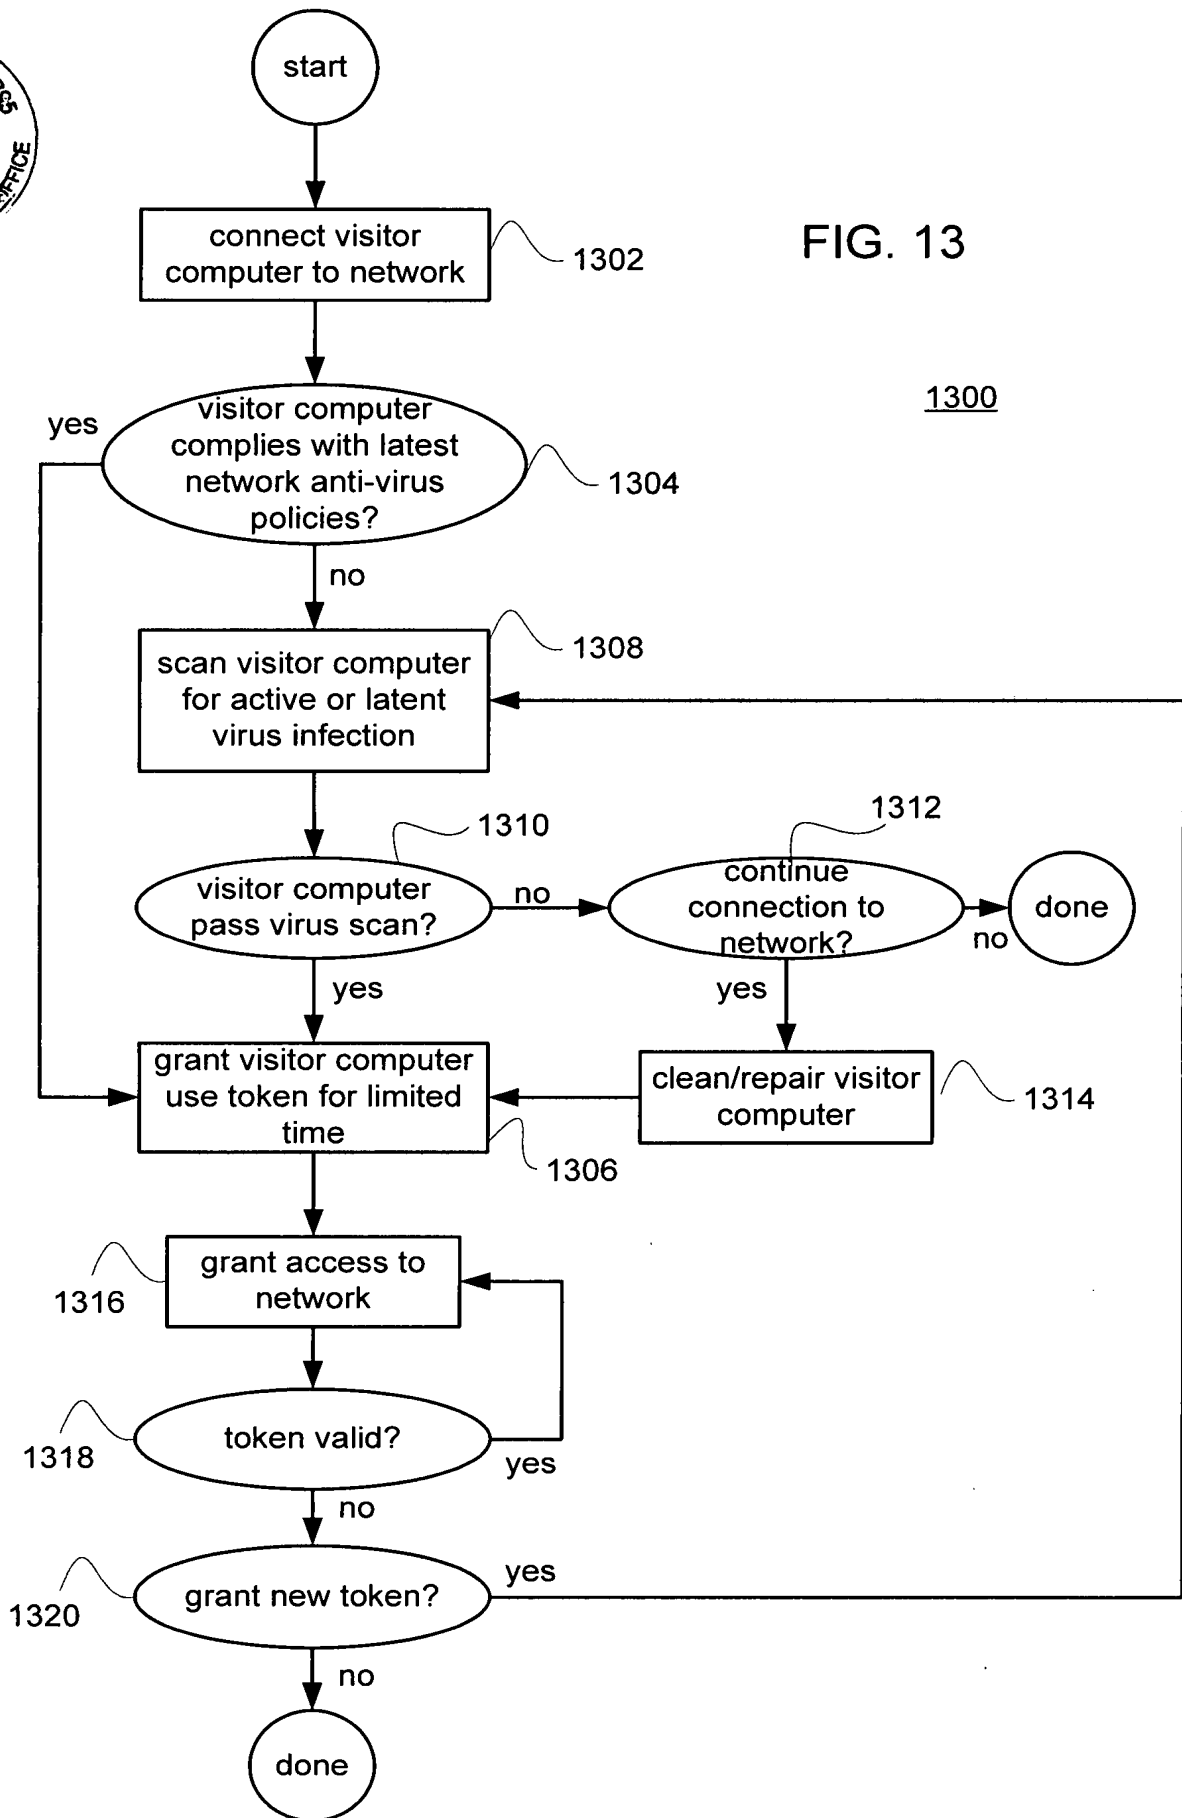 start
OFFICE
connect visitor
computer to network
1302
FIG. 13
1300
yes
visitor computer
complies with latest
network anti-virus
policies?
1304
no
scan visitor computer
for active or latent
virus infection
1308
1310
1312
visitor computer
pass virus scan?
no
continue
connection to
network?
no
done
yes
yes
grant visitor computer
use token for limited
time
1306
clean/repair visitor
computer
1314
grant access to
network
1316
token valid?
1318
yes
no
grant new token?
yes
1320
no
done